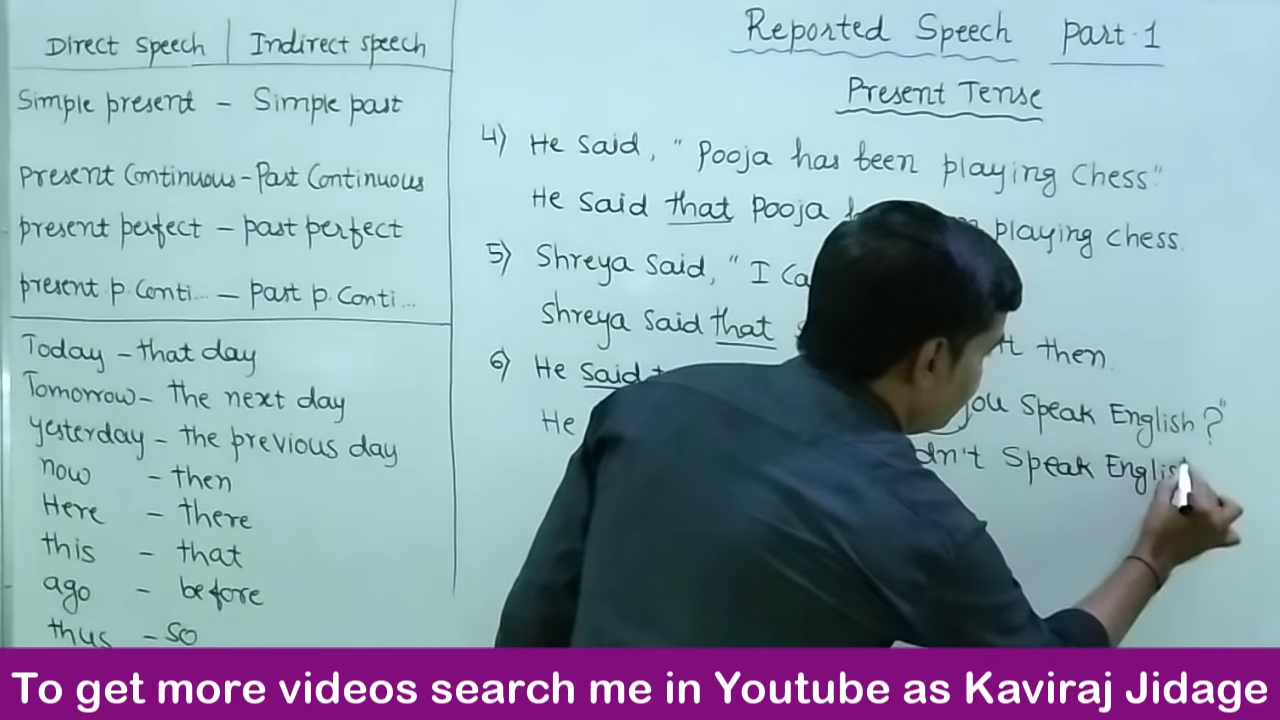 Direct Speech | Indirect speech
Simple present – Simple past
present Continuous – Past Continuous
present perfect – past perfect
present p. Conti... – Past p. Conti...
Today – that day
Tomorrow – The next day
yesterday – the previous day
now – then
Here – there
this – that
ago – before
thus – so
Reported Speech Part-1
Present Tense
4) He said, "Pooja has been playing Chess."
He said that Pooja playing chess.
5) Shreya said, "I
Shreya said that then.
6) He said you Speak English?"
He Speak Englis
To get more videos search me in Youtube as Kaviraj Jidage